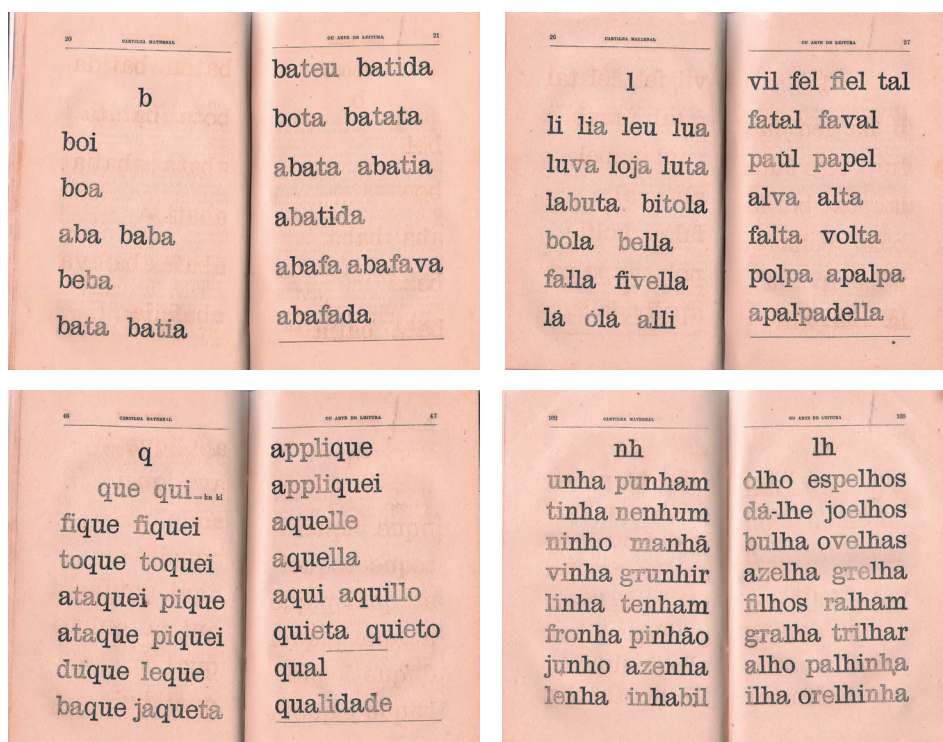 20 CARTILHA MATERNAL
b
boi
boa
aba baba
beba
bata batia
OU ARTE DE LEITURA 21
bateu batida
bota batata
abata abatia
abatida
abafa abafava
abafada
26 CARTILHA MATERNAL
l
li lia leu lua
luva loja luta
labuta bitola
bola bella
falla fivella
lá ólá alli
OU ARTE DE LEITURA 27
vil fel fiel tal
fatal faval
paúl papel
alva alta
falta volta
polpa apalpa
apalpadella
46 CARTILHA MATERNAL
q
que qui=ke ki
fique fiquei
toque toquei
ataquei pique
ataque piquei
duque leque
baque jaqueta
OU ARTE DE LEITURA 47
applique
appliquei
aquelle
aquella
aqui aquillo
quieta quieto
qual
qualidade
102 CARTILHA MATERNAL
nh
unha punham
tinha nenhum
ninho manhã
vinha grunhir
linha tenham
fronha pinhão
junho azenha
lenha inhabil
OU ARTE DE LEITURA 103
lh
ólho espelhos
dá-lhe joelhos
bulha ovelhas
azelha grelha
filhos ralham
gralha trilhar
alho palhinha
ilha orelhinha